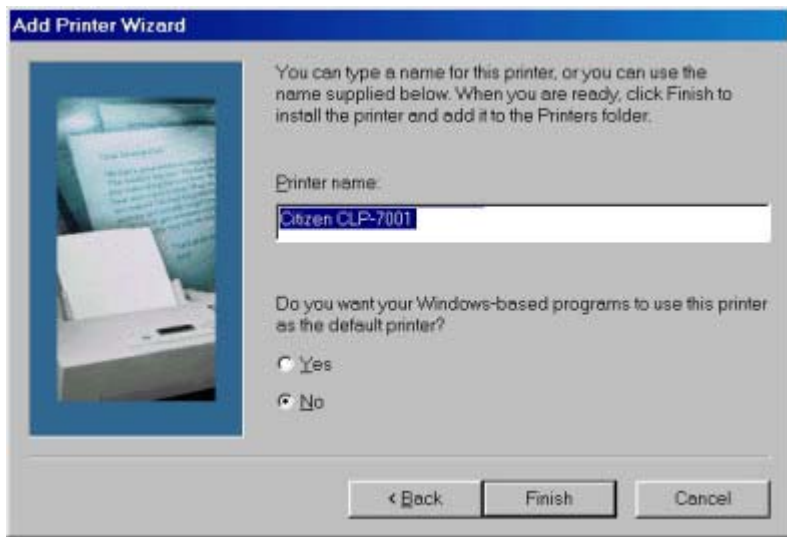 Add Printer Wizard
You can type a name for this printer, or you can use the
name supplied below. When you are ready, click Finish to
install the printer and add it to the Printers folder.
Printer name:
Citizen CLP-7001
Do you want your Windows-based programs to use this printer
as the default printer?
Yes
No
< Back
Finish
Cancel